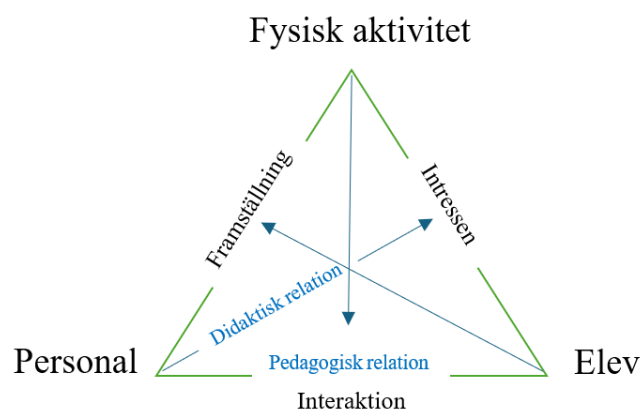 Fysisk aktivitet
Framställning
Intressen
Didaktisk relation
Personal
Pedagogisk relation
Elev
Interaktion